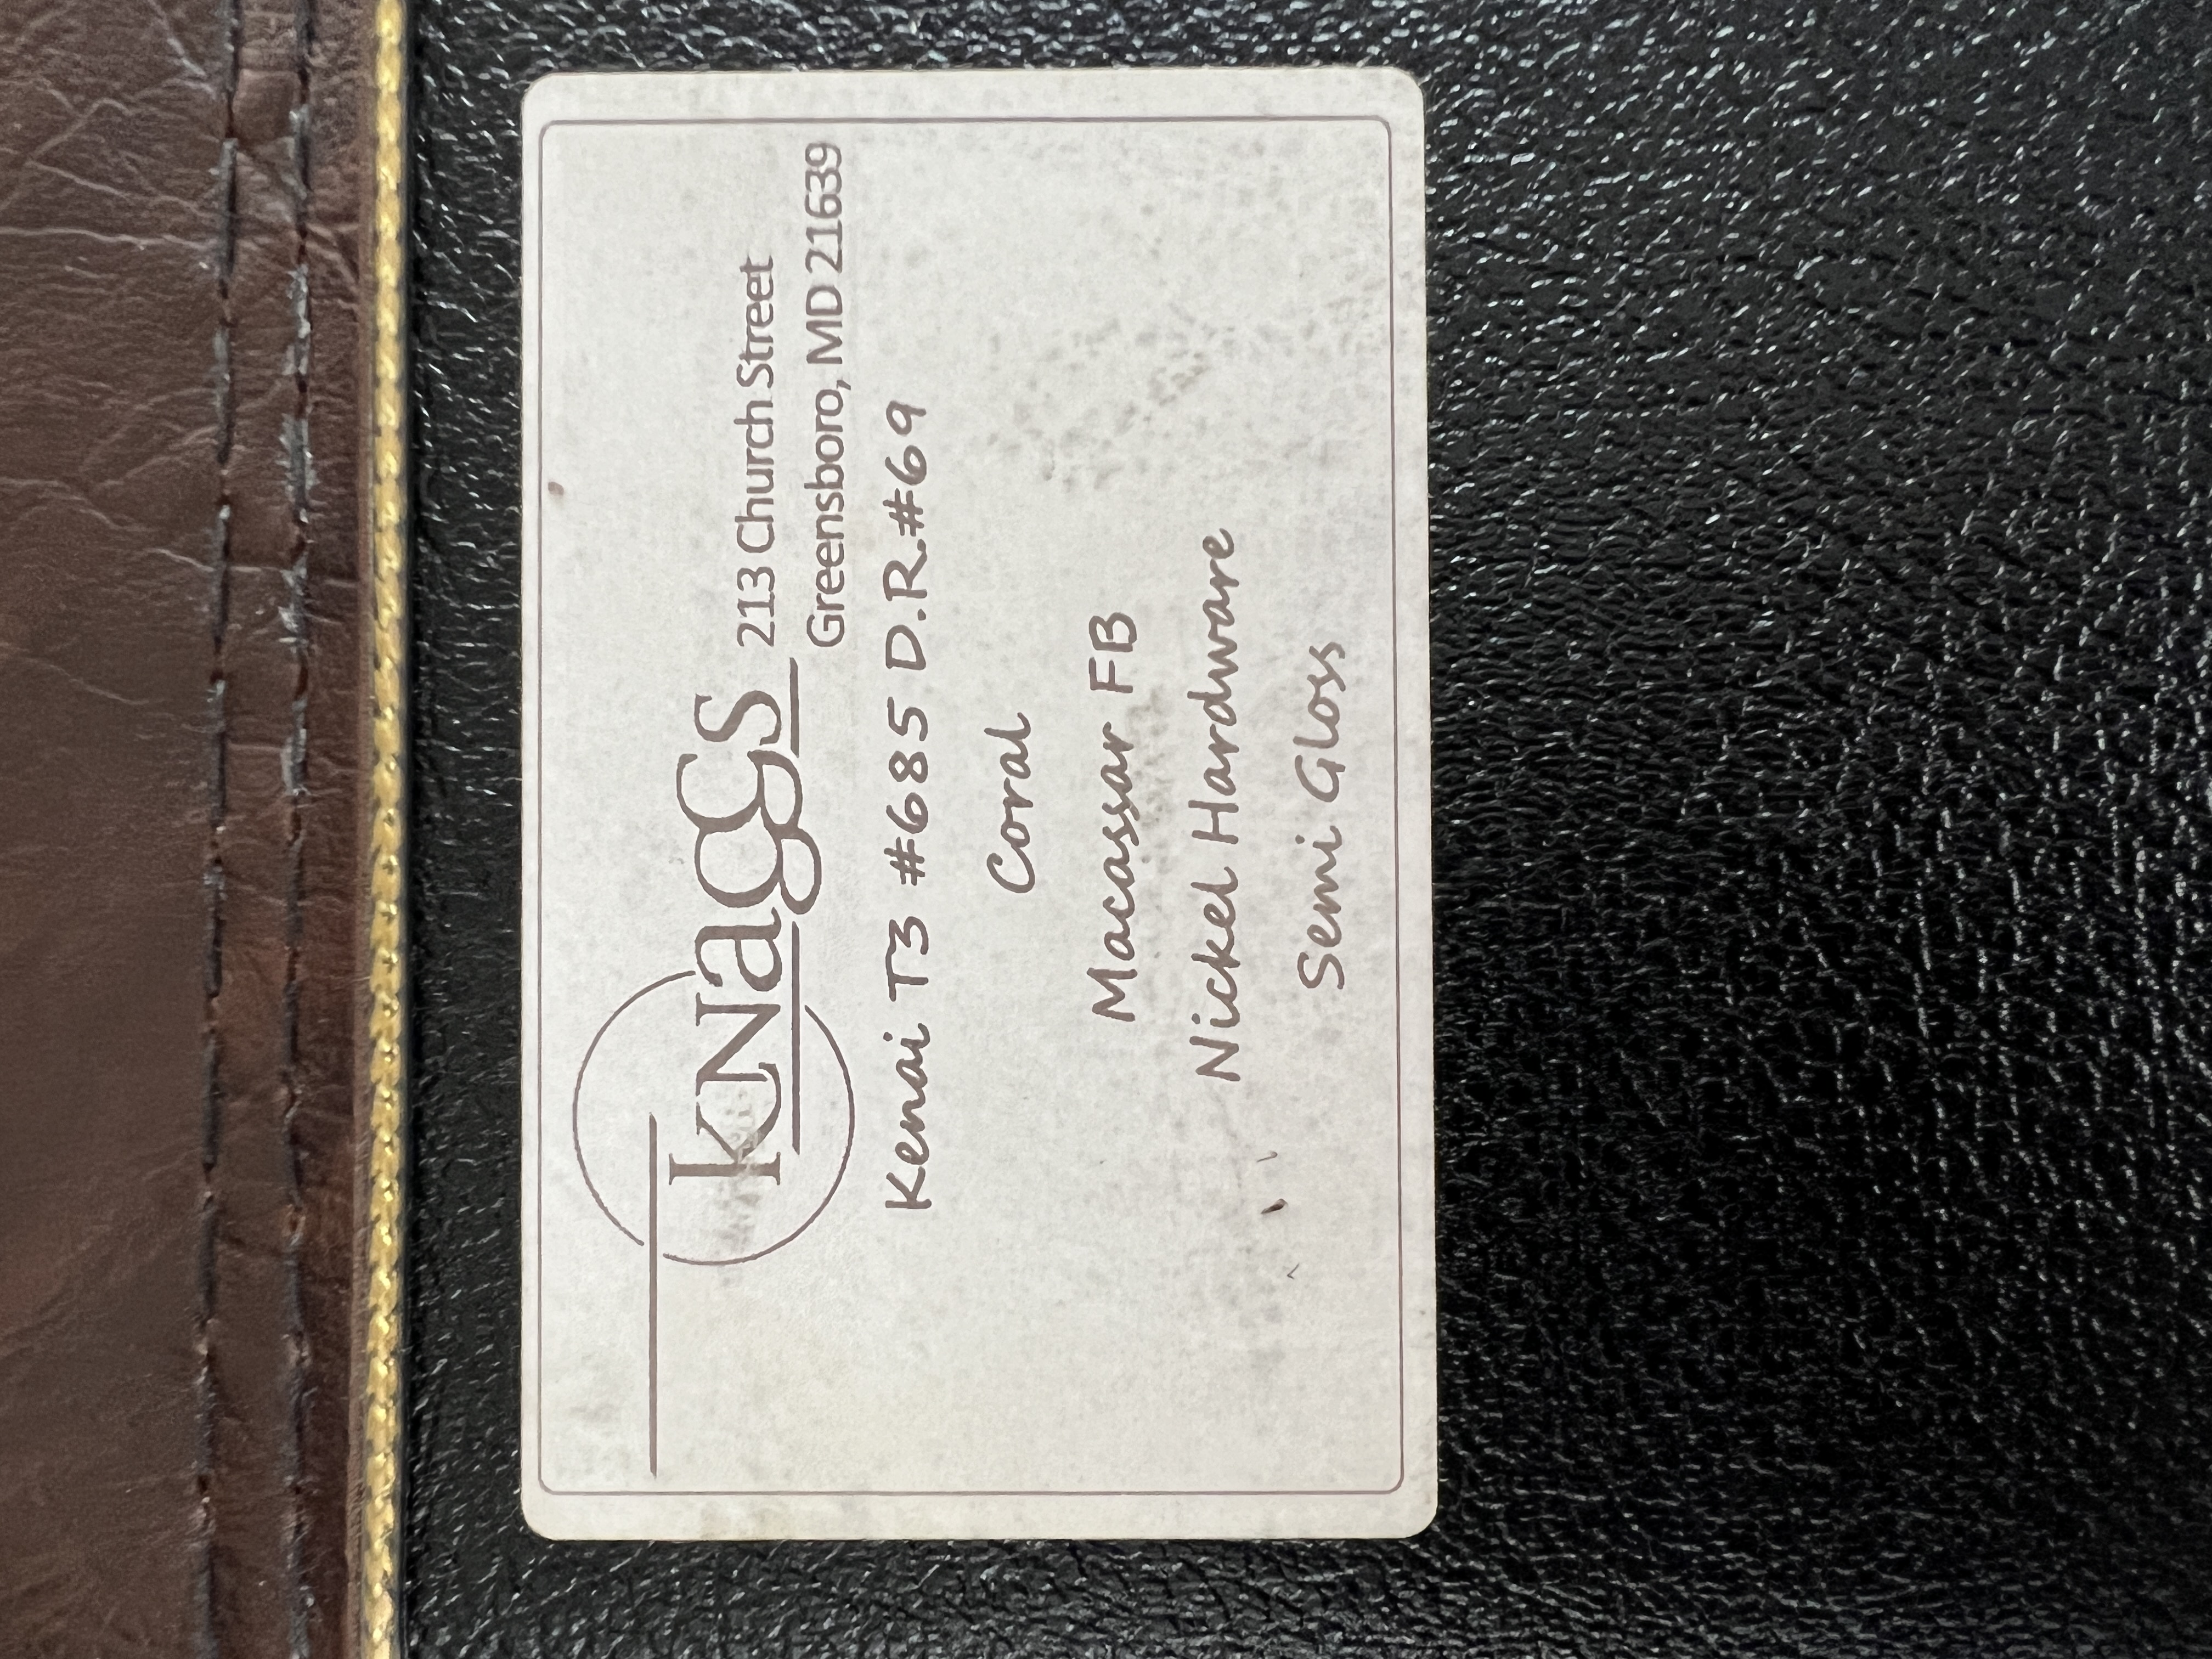 KNaGGS
213 Church Street
Greensboro, MD 21639
Kenai T3 #685 D.R.#69
Coral
Macassar FB
Nickel Hardware
Semi Gloss